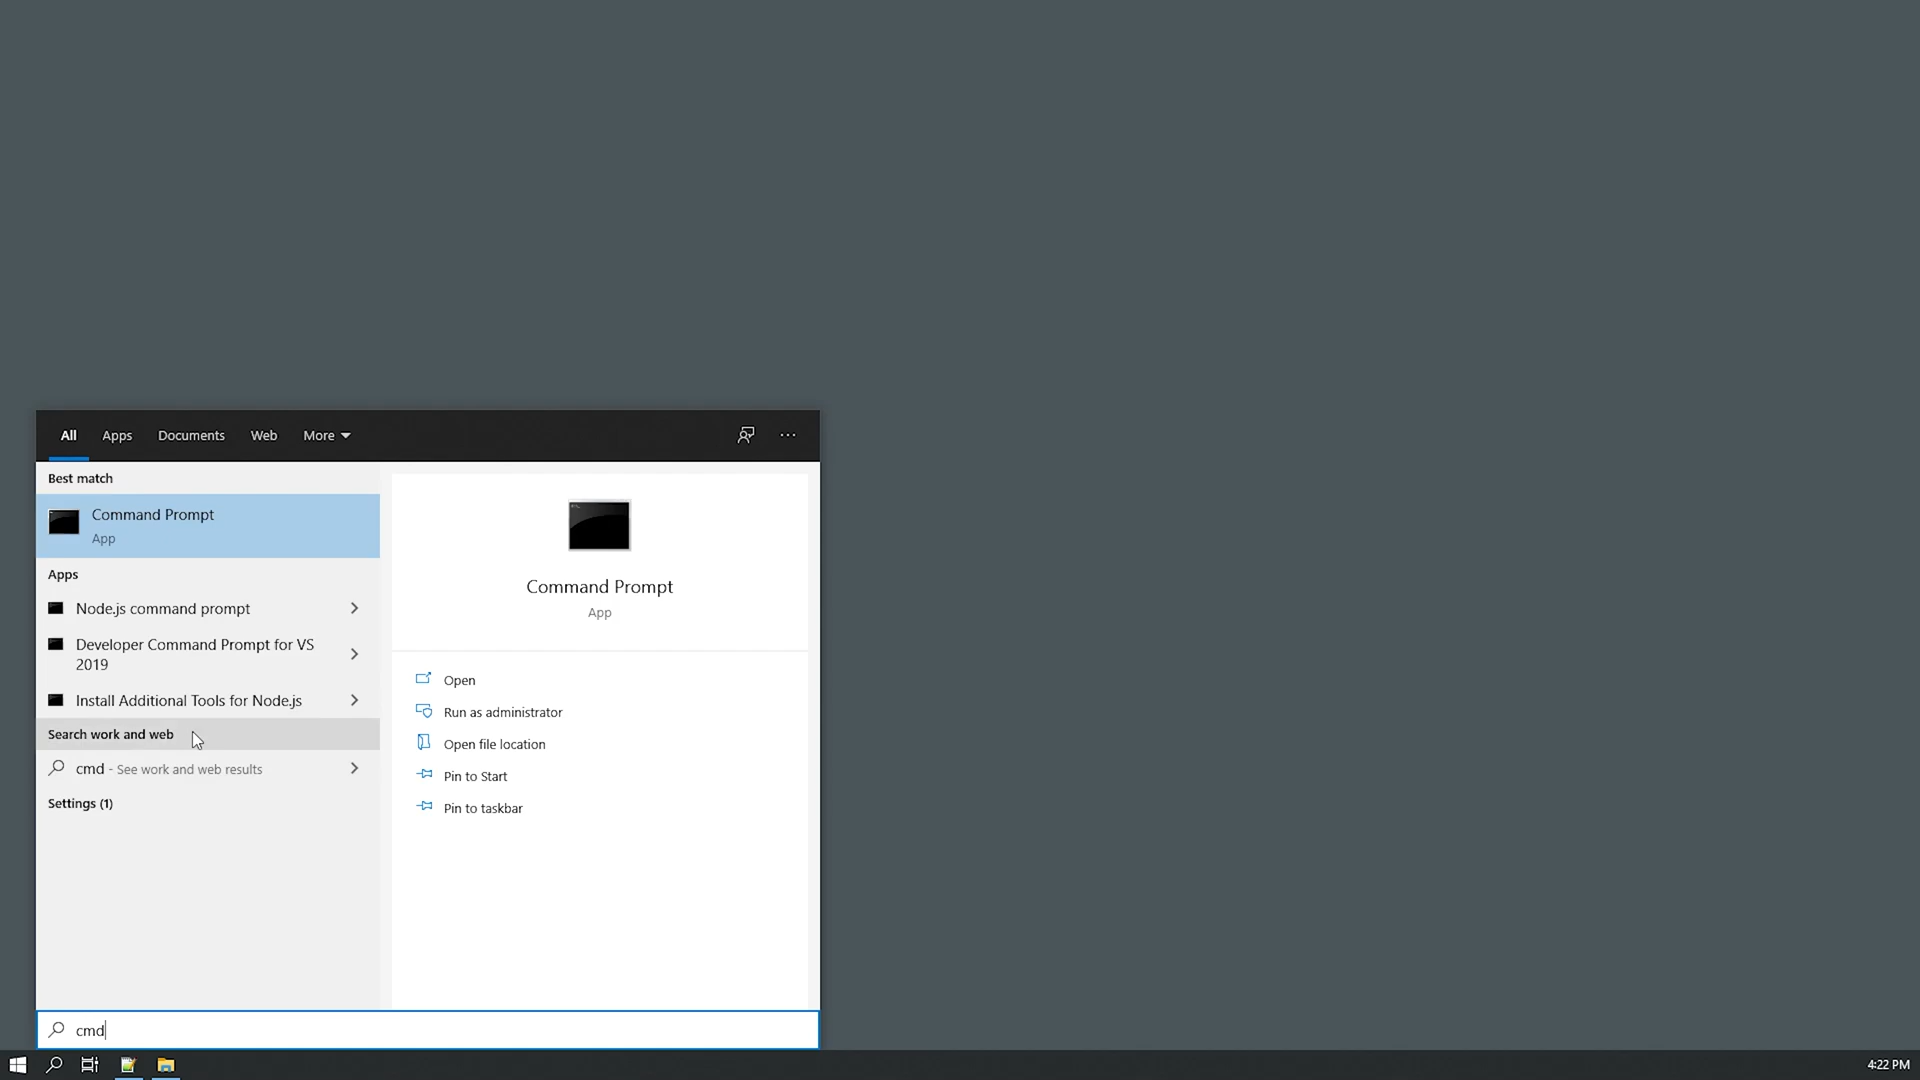 All Apps Documents Web More
Best match
Command Prompt
App
Apps
Node.js command prompt
Developer Command Prompt for VS
2019
Install Additional Tools for Node.js
Search work and web
cmd - See work and web results
Settings (1)
Command Prompt
App
Open
Run as administrator
Open file location
Pin to Start
Pin to taskbar
cmd
4:22 PM